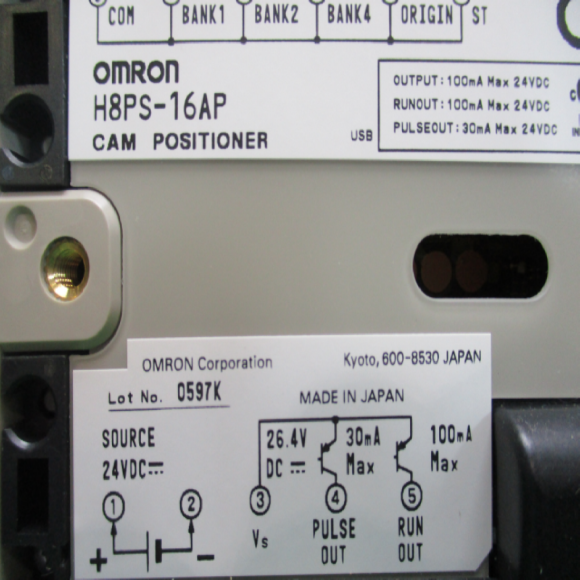 COM BANK1 BANK2 BANK4 ORIGIN ST
OMRON
H8PS-16AP
CAM POSITIONER
USB
OUTPUT: 100mA Max 24VDC
RUNOUT: 100mA Max 24VDC
PULSEOUT: 30mA Max 24VDC
OMRON Corporation Kyoto, 600-8530 JAPAN
Lot No. 0597K
MADE IN JAPAN
SOURCE
24VDC
26.4V
DC
30mA
Max
100mA
Max
1 2 3 4 5
+ −
Vs
PULSE
OUT
RUN
OUT